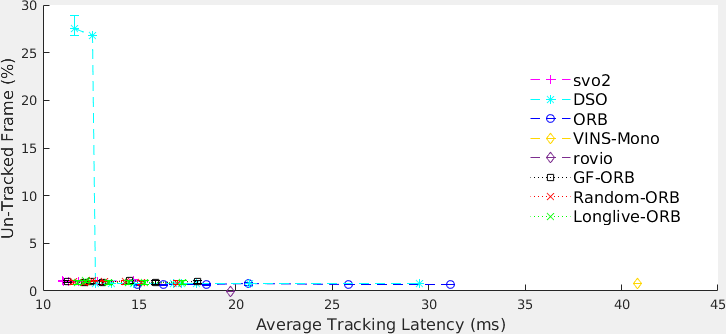 30
25
20
15
10
5
0
Un-Tracked Frame (%)
svo2
DSO
ORB
VINS-Mono
rovio
GF-ORB
Random-ORB
Longlive-ORB
10 15 20 25 30 35 40 45
Average Tracking Latency (ms)